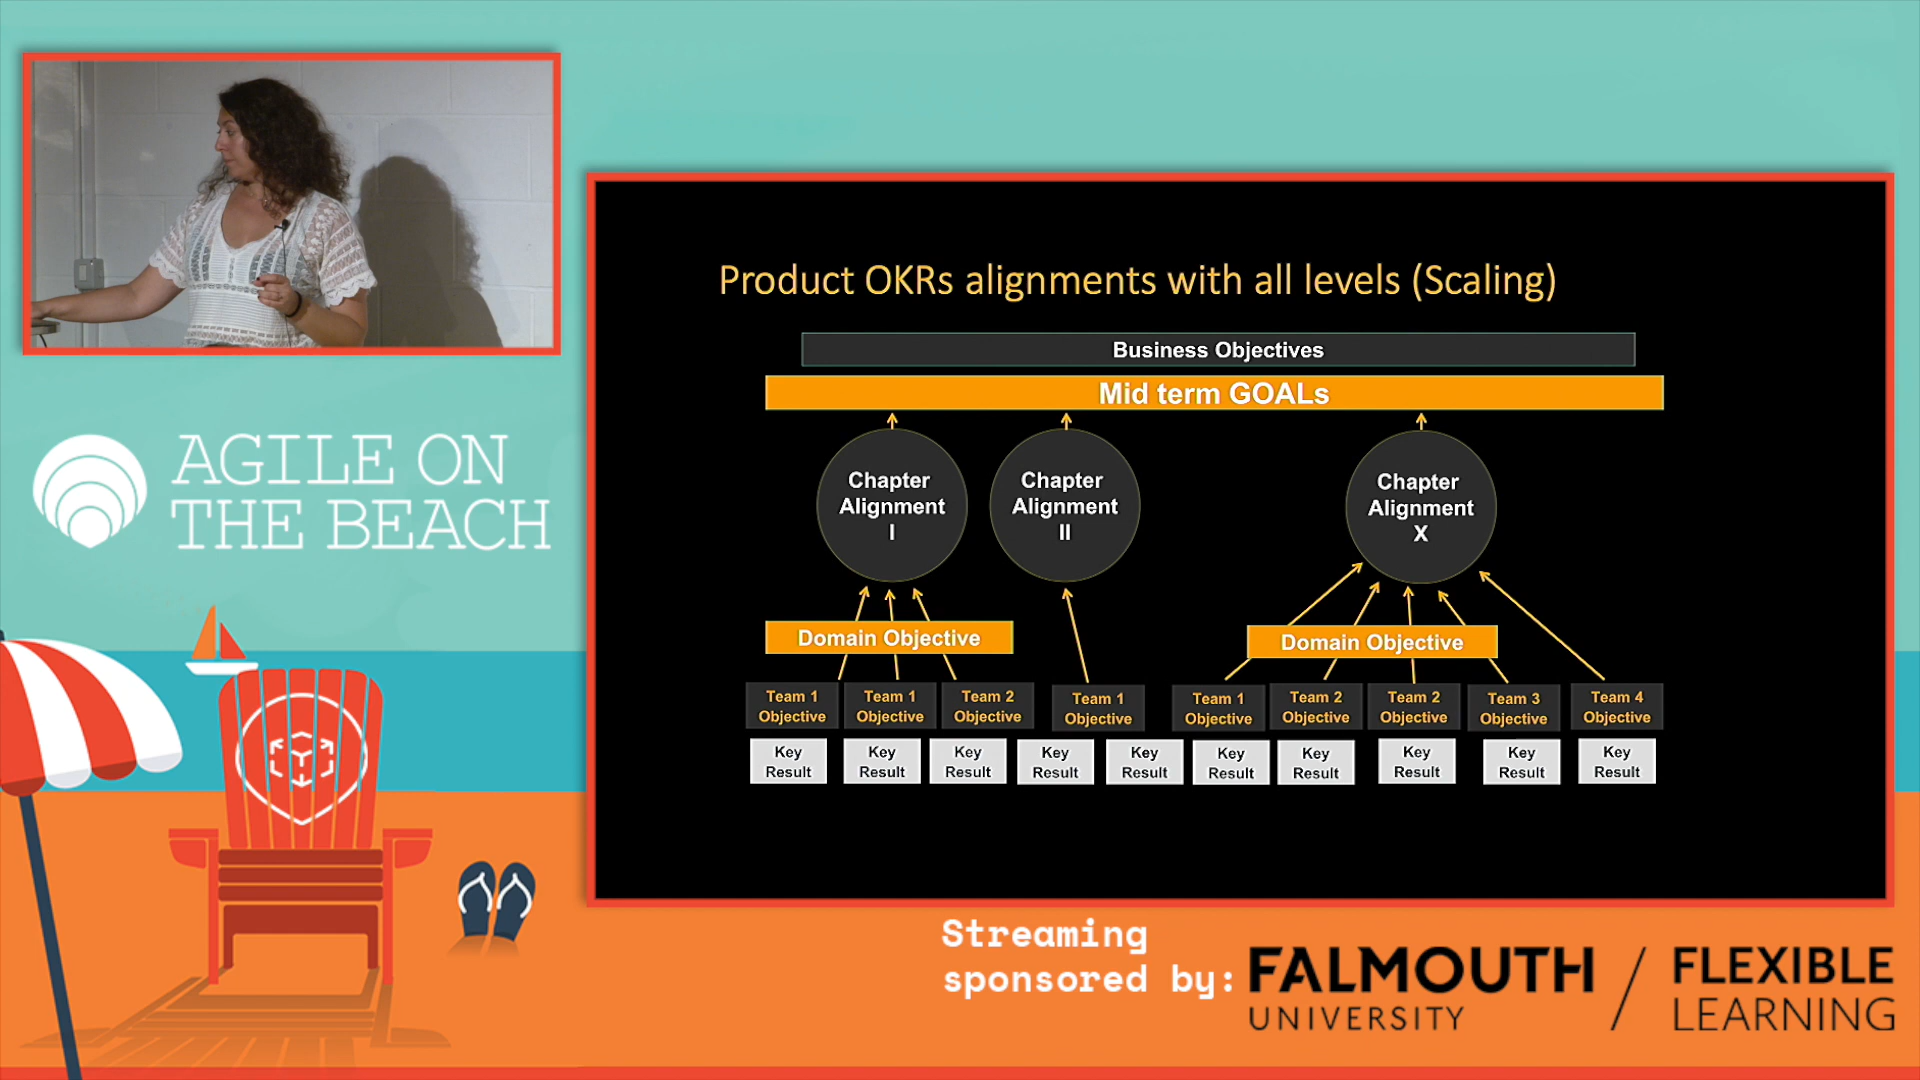 AGILE ON
THE BEACH
Product OKRs alignments with all levels (Scaling)
Business Objectives
Mid term GOALs
Chapter
Alignment
I
Chapter
Alignment
II
Chapter
Alignment
X
Domain Objective
Domain Objective
Team 1
Objective
Team 1
Objective
Team 2
Objective
Team 1
Objective
Team 1
Objective
Team 2
Objective
Team 2
Objective
Team 3
Objective
Team 4
Objective
Key
Result
Key
Result
Key
Result
Key
Result
Key
Result
Key
Result
Key
Result
Key
Result
Key
Result
Key
Result
Streaming
sponsored by:
FALMOUTH
UNIVERSITY
FLEXIBLE
LEARNING